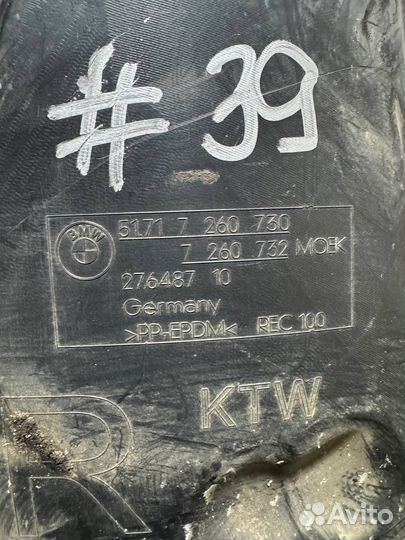 # 39
BMW
51.71 7 260 730
7 260 732 MOEK
276487 10
Germany
>PP-EPDM< REC 100
KTW
R
Avito